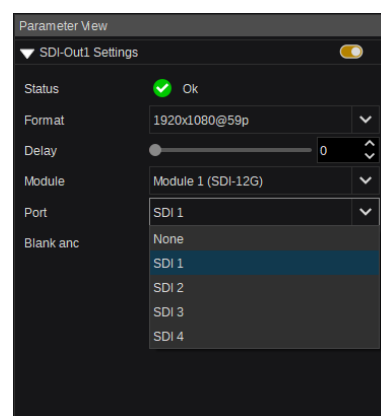 Parameter View
SDI-Out1 Settings
Status Ok
Format 1920x1080@59p
Delay 0
Module Module 1 (SDI-12G)
Port SDI 1
Blank anc None
SDI 1
SDI 2
SDI 3
SDI 4